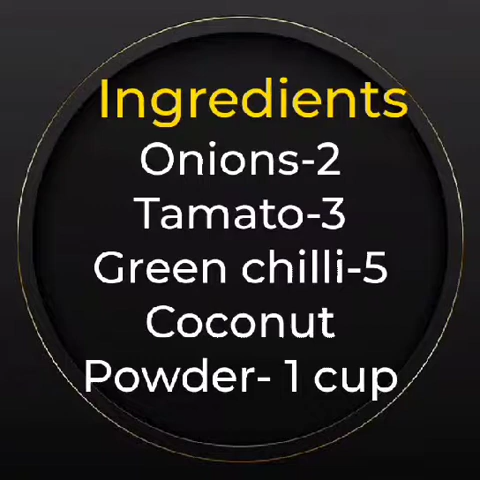 Ingredients
Onions-2
Tamato-3
Green chilli-5
Coconut
Powder- 1 cup